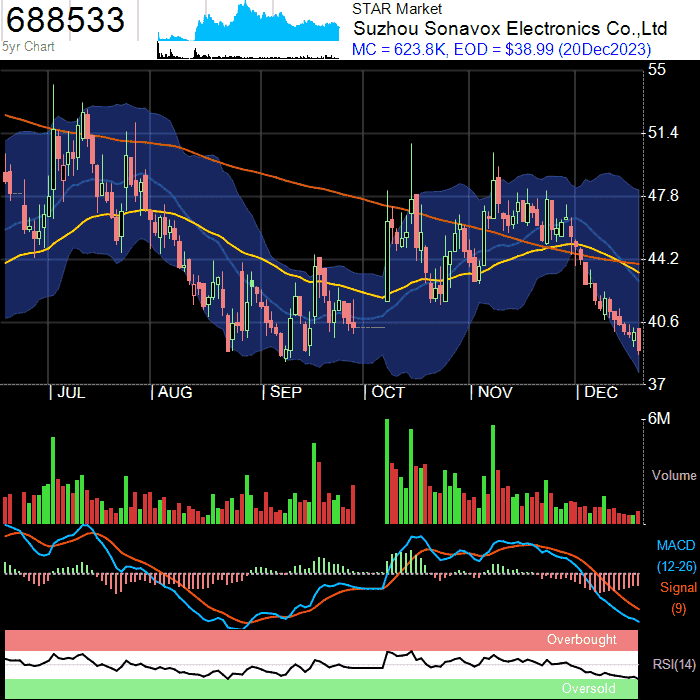 688533
5yr Chart
STAR Market
Suzhou Sonavox Electronics Co.,Ltd
MC = 623.8K, EOD = $38.99 (20Dec2023)
55
51.4
47.8
44.2
40.6
37
| JUL | AUG | SEP | OCT | NOV | DEC
6M
Volume
MACD
(12-26)
Signal
(9)
Overbought
RSI(14)
Oversold